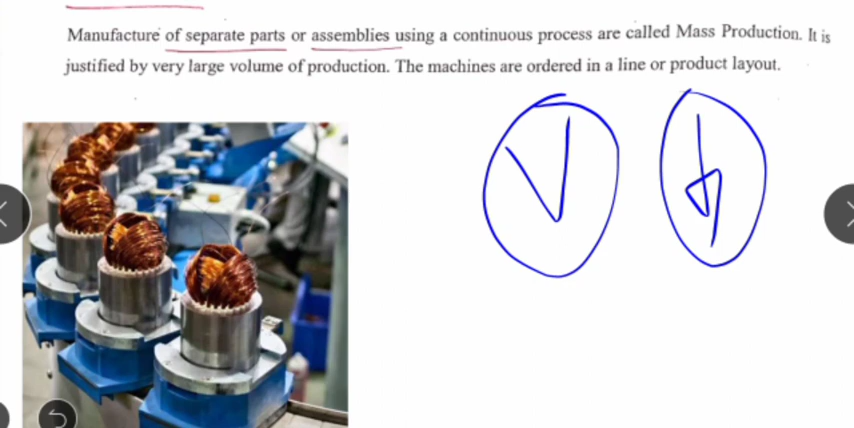 Manufacture of separate parts or assemblies using a continuous process are called Mass Production. It is
justified by very large volume of production. The machines are ordered in a line or product layout.
V